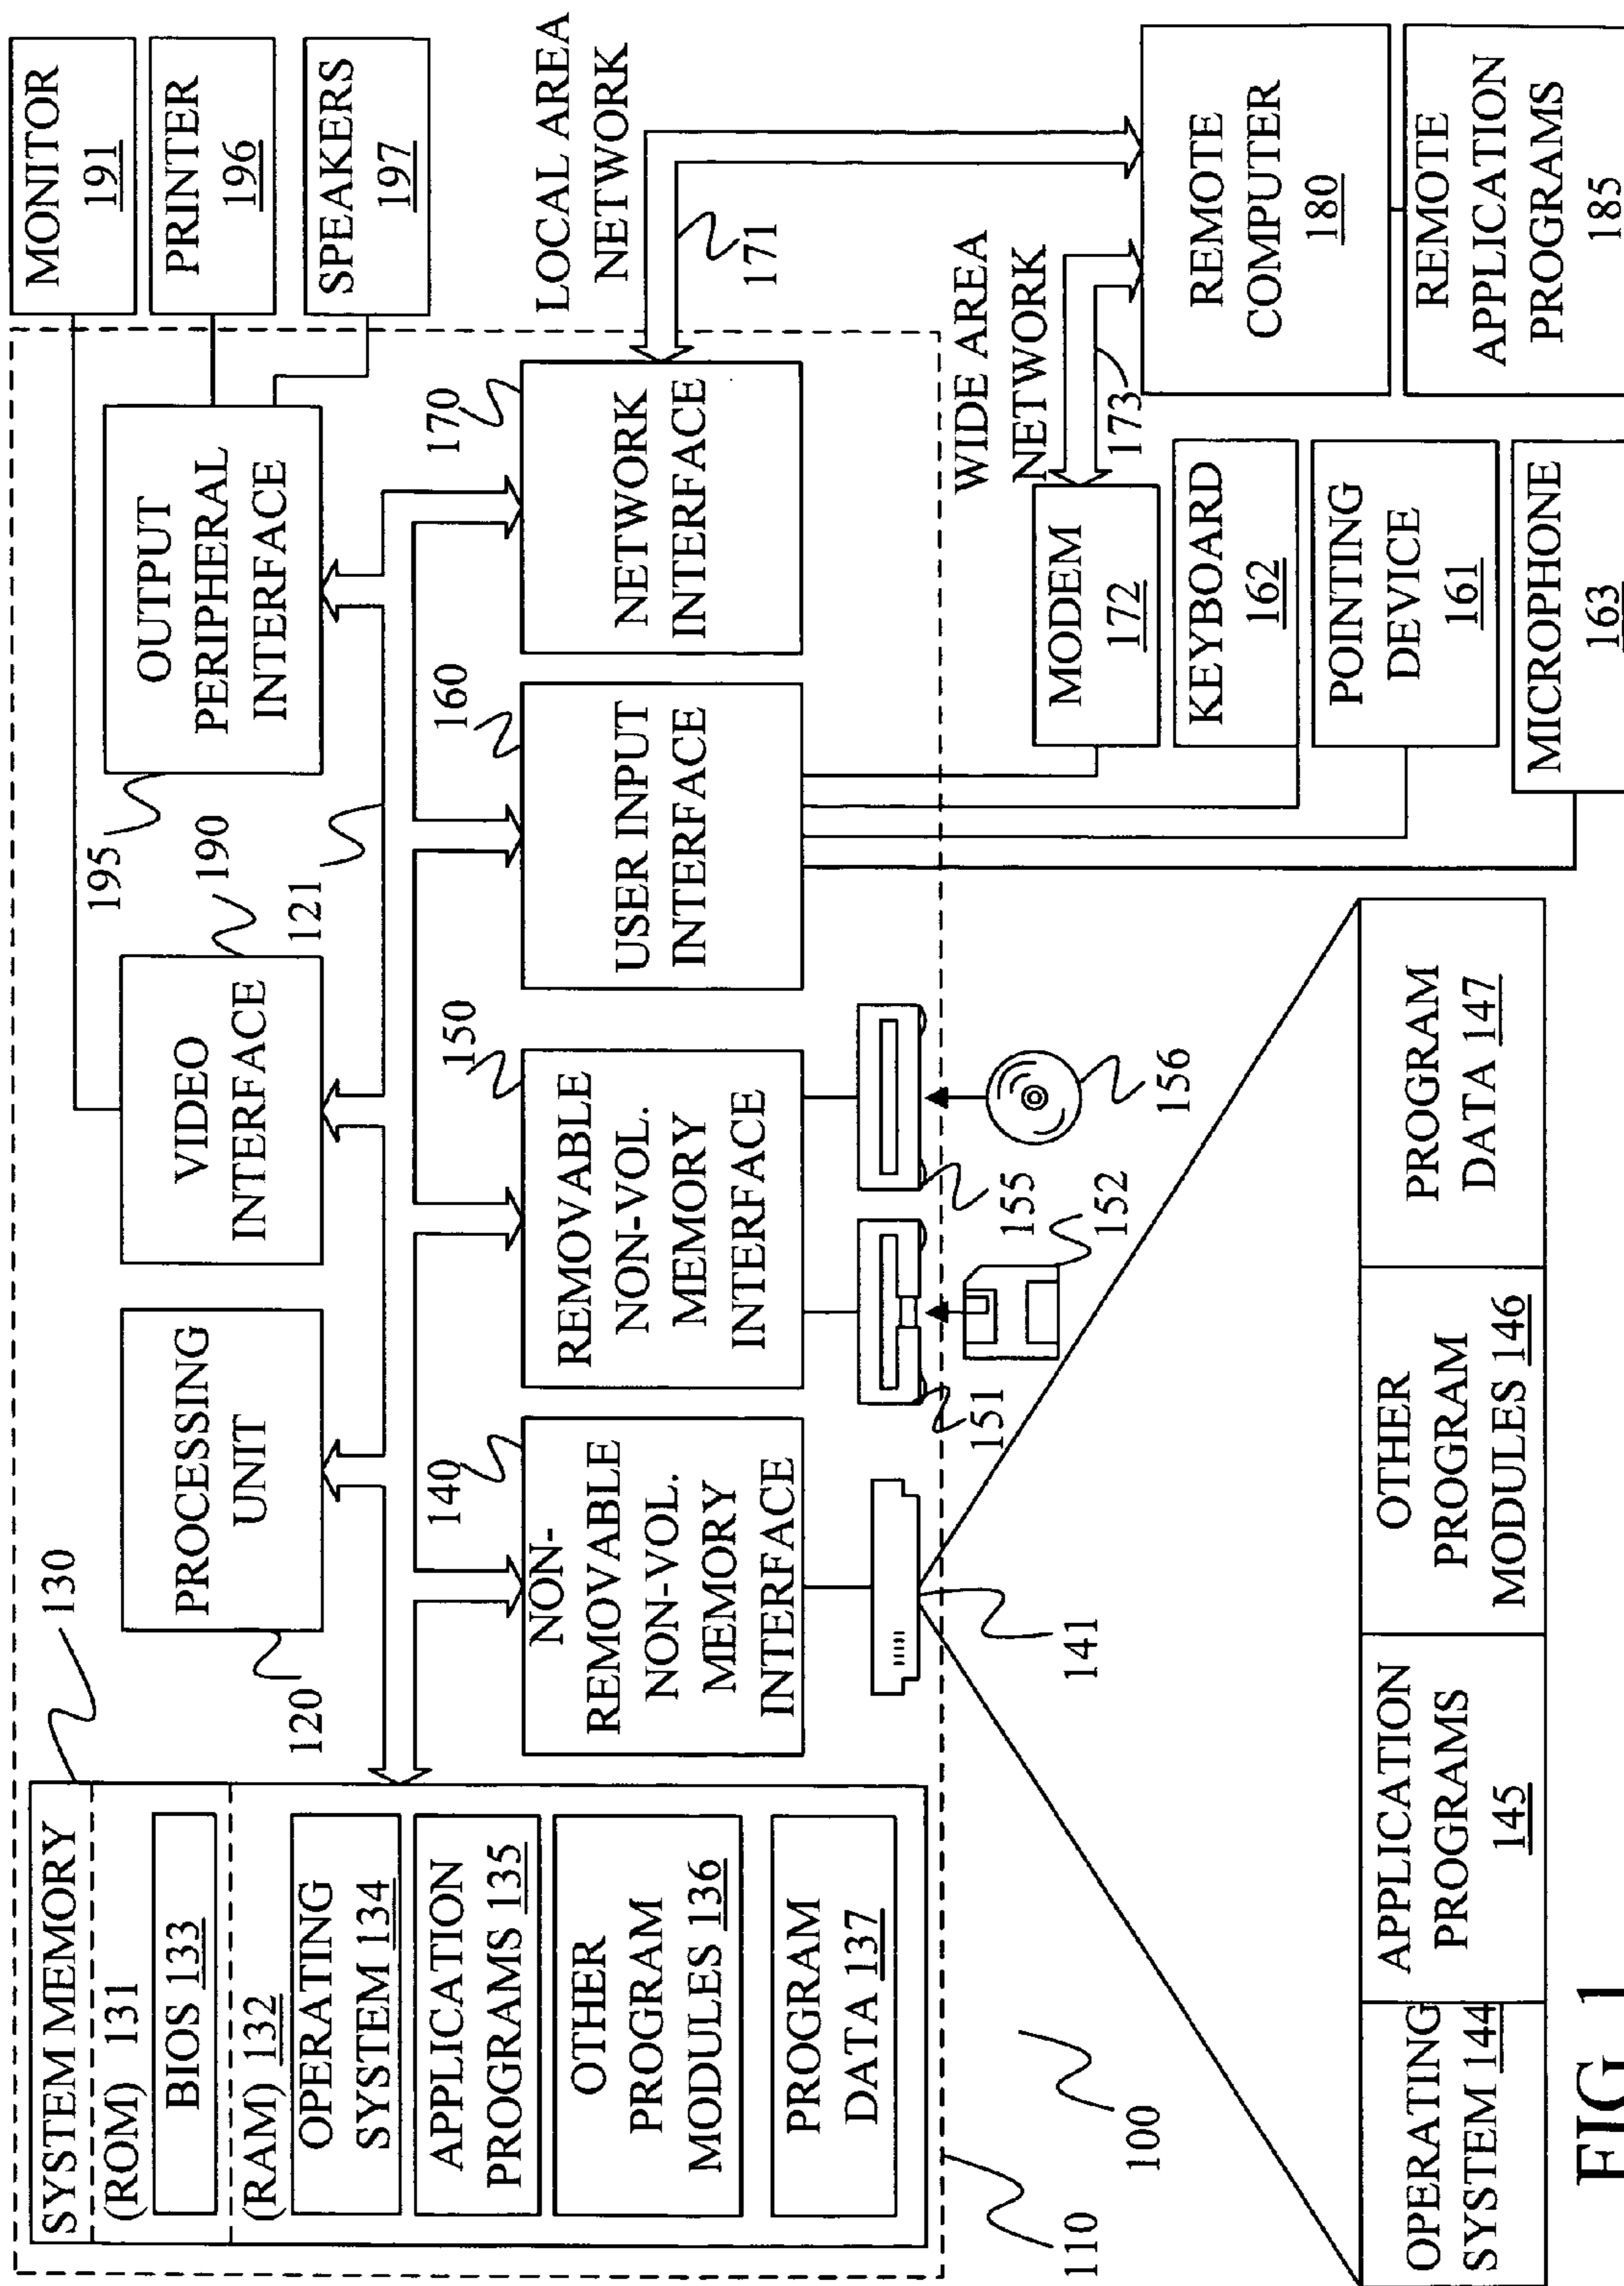 SYSTEM MEMORY
(ROM) 131
BIOS 133
(RAM) 132
OPERATING
SYSTEM 134
APPLICATION
PROGRAMS 135
OTHER
PROGRAM
MODULES 136
PROGRAM
DATA 137
130
PROCESSING
UNIT
120
VIDEO
INTERFACE
190
121
OUTPUT
PERIPHERAL
INTERFACE
195
MONITOR
191
PRINTER
196
SPEAKERS
197
NON-
REMOVABLE
NON-VOL.
MEMORY
INTERFACE
140
REMOVABLE
NON-VOL.
MEMORY
INTERFACE
150
USER INPUT
INTERFACE
160
NETWORK
INTERFACE
170
LOCAL AREA
NETWORK
171
141
151
152
155
156
WIDE AREA
NETWORK
173
MODEM
172
KEYBOARD
162
POINTING
DEVICE
161
MICROPHONE
163
REMOTE
COMPUTER
180
REMOTE
APPLICATION
PROGRAMS
185
110
100
OPERATING
SYSTEM 144
APPLICATION
PROGRAMS
145
OTHER
PROGRAM
MODULES 146
PROGRAM
DATA 147
FIG 1